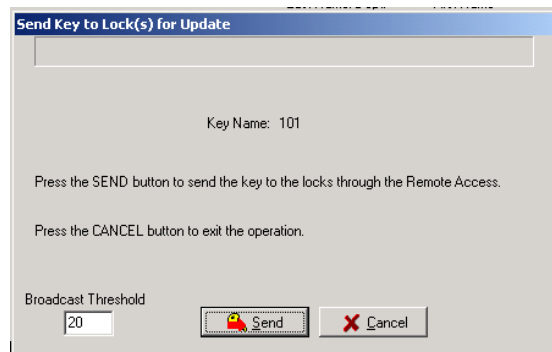 Send Key to Lock(s) for Update
Key Name: 101
Press the SEND button to send the key to the locks through the Remote Access.
Press the CANCEL button to exit the operation.
Broadcast Threshold
20
Send
Cancel